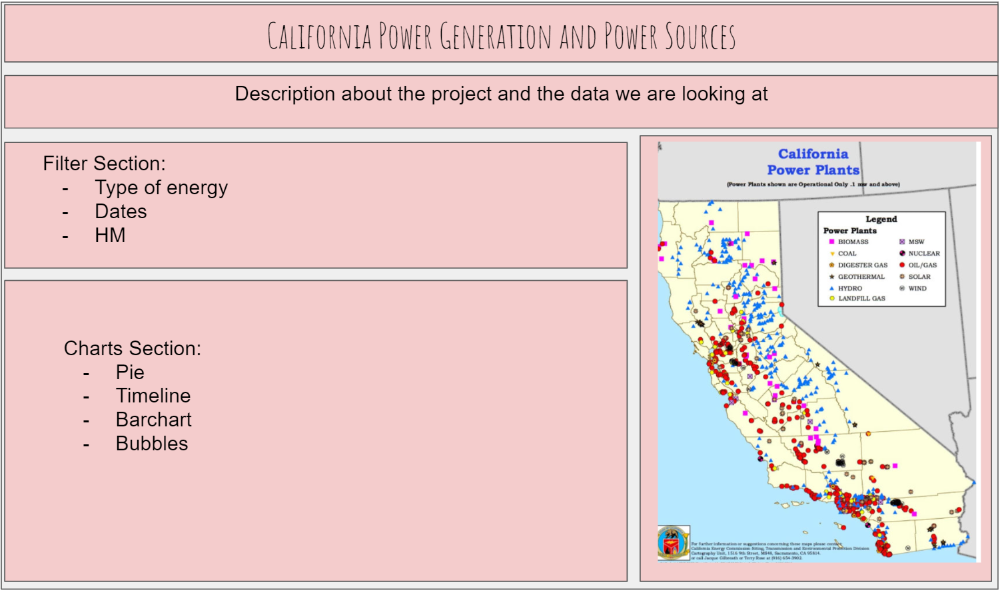 California Power Generation and Power Sources
Description about the project and the data we are looking at
Filter Section:
- Type of energy
- Dates
- HM
Charts Section:
- Pie
- Timeline
- Barchart
- Bubbles
California
Power Plants
(Power Plants shown are Operational Only .1 mw and above)
Legend
Power Plants
BIOMASS
COAL
DIGESTER GAS
GEOTHERMAL
HYDRO
LANDFILL GAS
MSW
NUCLEAR
OIL/GAS
SOLAR
WIND
For further information or suggestions concerning these maps please contact:
California Energy Commission-Siting, Transmission and Environmental Protection Division
Cartography Unit, 1516 9th Street, MS48, Sacramento, CA 95814.
or call Jacque Gilbreath or Terry Rose at (916) 654-3902.